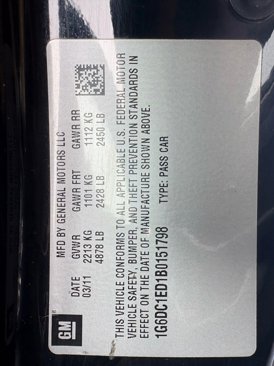 GM
MFD BY GENERAL MOTORS LLC
DATE GVWR GAWR FRT GAWR RR
03/11 2213 KG 1101 KG 1112 KG
4878 LB 2428 LB 2450 LB
THIS VEHICLE CONFORMS TO ALL APPLICABLE U.S. FEDERAL MOTOR
VEHICLE SAFETY, BUMPER, AND THEFT PREVENTION STANDARDS IN
EFFECT ON THE DATE OF MANUFACTURE SHOWN ABOVE.
1G6DC1ED1B0151798 TYPE: PASS CAR